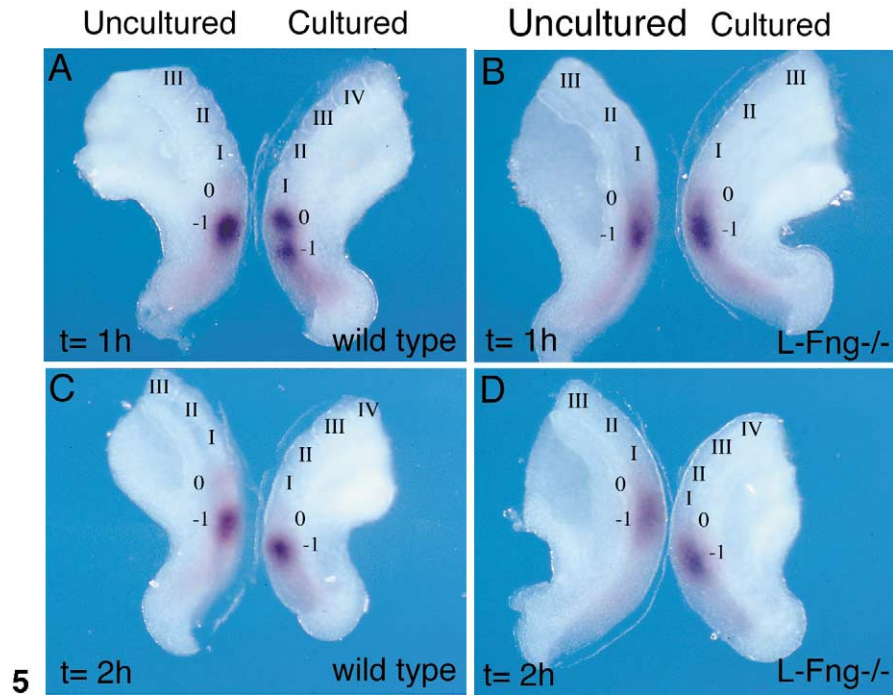 Uncultured Cultured Uncultured Cultured
A III II I 0 -1
IV III II I 0 -1
t= 1h wild type
B III II I 0 -1
III II I 0 -1
t= 1h L-Fng-/-
C III II I 0 -1
IV III II I 0 -1
t= 2h wild type
D III II I 0 -1
IV III II I 0 -1
t= 2h L-Fng-/-
5